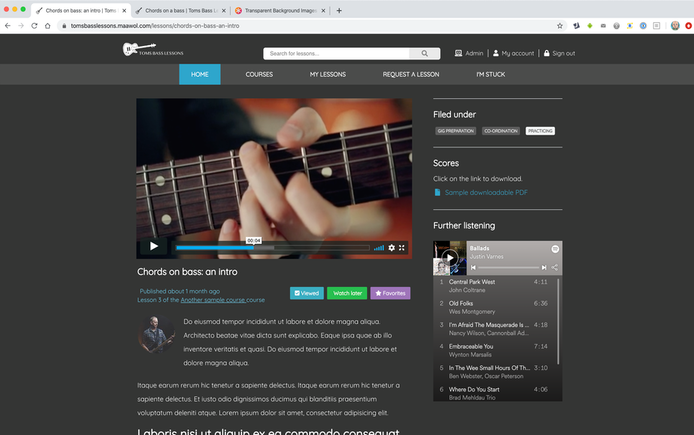 Chords on bass: an intro | Toms
Chords on a bass | Toms Bass L
Transparent Background Image
tomsbasslessons.maawol.com/lessons/chords-on-bass-an-intro
TOMS BASS LESSONS
Search for lessons...
Admin
My account
Sign out
HOME
COURSES
MY LESSONS
REQUEST A LESSON
I'M STUCK
00:04
Chords on bass: an intro
Published about 1 month ago
Lesson 3 of the Another sample course course
Viewed
Watch later
Favorites
Do eiusmod tempor incididunt ut labore et dolore magna aliqua.
Architecto beatae vitae dicta sunt explicabo. Eaque ipsa quae ab illo
inventore veritatis et quasi. Do eiusmod tempor incididunt ut labore et
dolore magna aliqua.
Itaque earum rerum hic tenetur a sapiente delectus. Itaque earum rerum hic tenetur a
sapiente delectus. Et iusto odio dignissimos ducimus qui blanditiis praesentium
voluptatum deleniti atque. Lorem ipsum dolor sit amet, consectetur adipisicing elit.
Laboris nisi ut aliquip ex ea commodo consequat
Filed under
GIG PREPARATION
CO-ORDINATION
PRACTICING
Scores
Click on the link to download.
Sample downloadable PDF
Further listening
Ballads
Justin Varnes
1 Central Park West 4:11
John Coltrane
2 Old Folks 6:36
Wes Montgomery
3 I'm Afraid The Masquerade Is ... 4:18
Nancy Wilson, Cannonball Ad...
4 Embraceable You 7:14
Wynton Marsalis
5 In The Wee Small Hours Of Th... 3:10
Ben Webster, Oscar Peterson
6 Where Do You Start 4:06
Brad Mehldau Trio